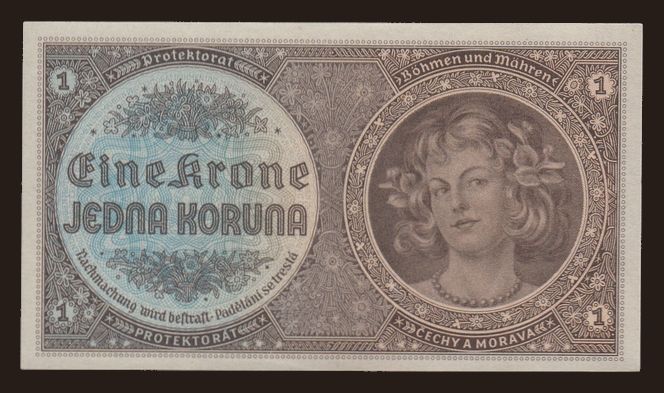 1
Protektorat
Böhmen und Mähren
1
Eine Krone
JEDNA KORUNA
Nachmachung wird bestraft - Padělání se trestá
1
PROTEKTORÁT
ČECHY A MORAVA
1